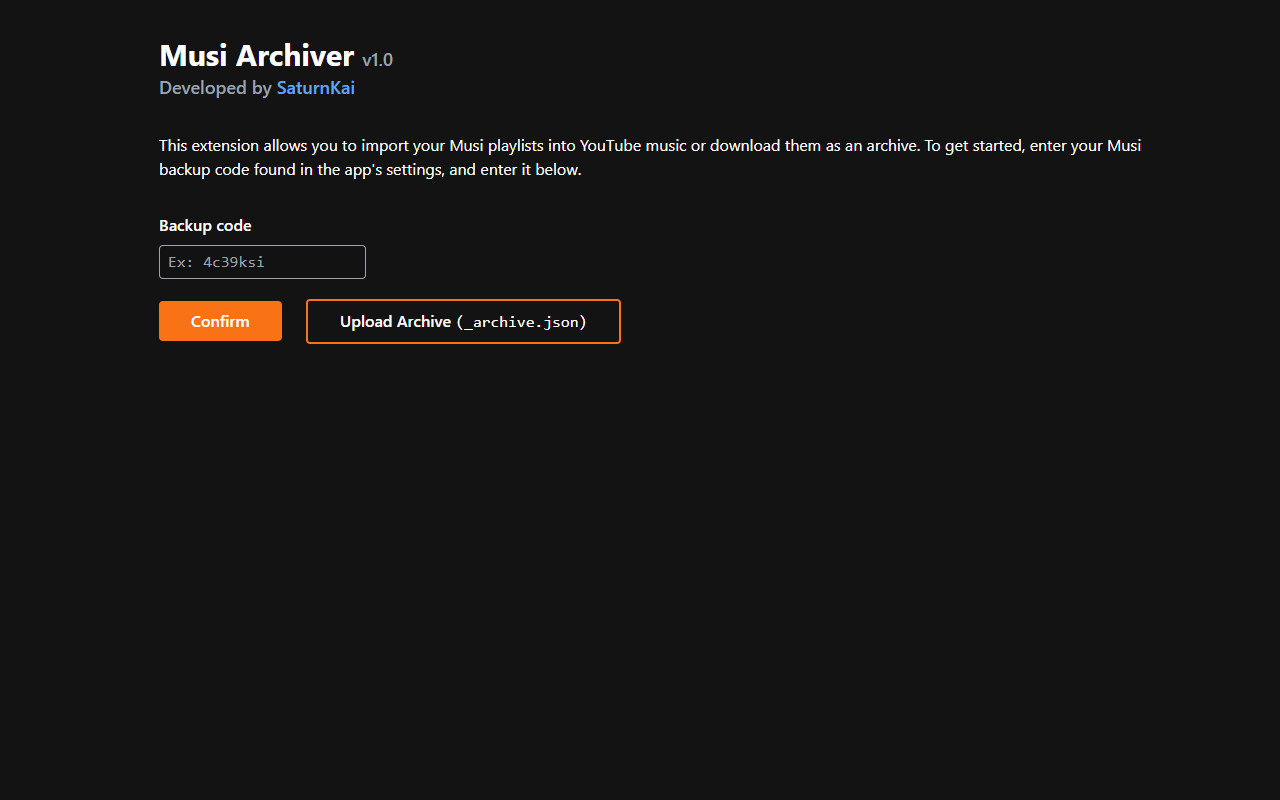 Musi Archiver v1.0
Developed by SaturnKai
This extension allows you to import your Musi playlists into YouTube music or download them as an archive. To get started, enter your Musi
backup code found in the app's settings, and enter it below.
Backup code
Ex: 4c39ksi
Confirm
Upload Archive (_archive.json)